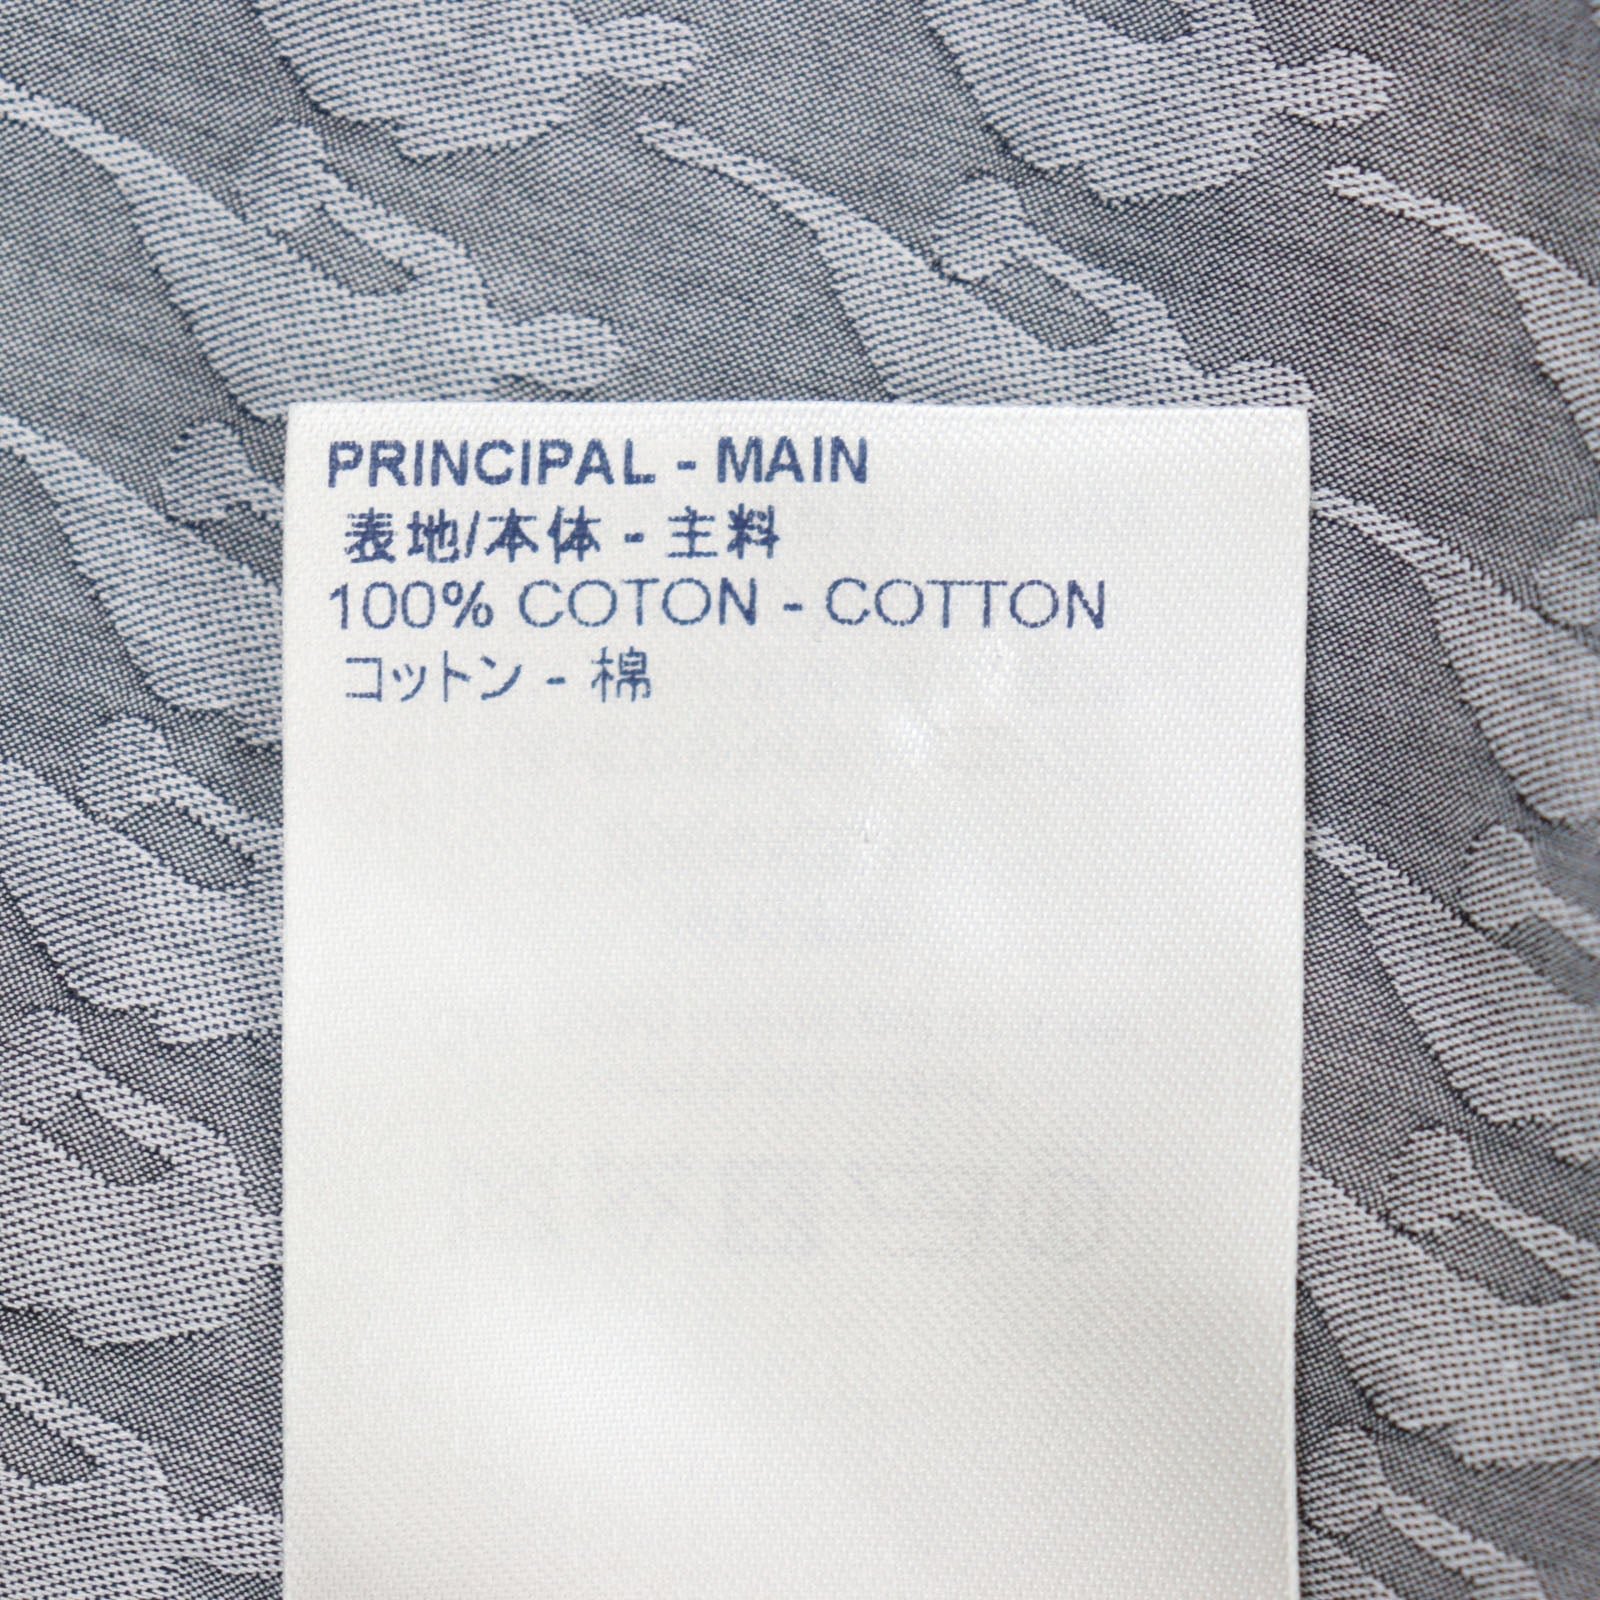 PRINCIPAL - MAIN
表地/本体 - 主料
100% COTON - COTTON
コットン - 棉